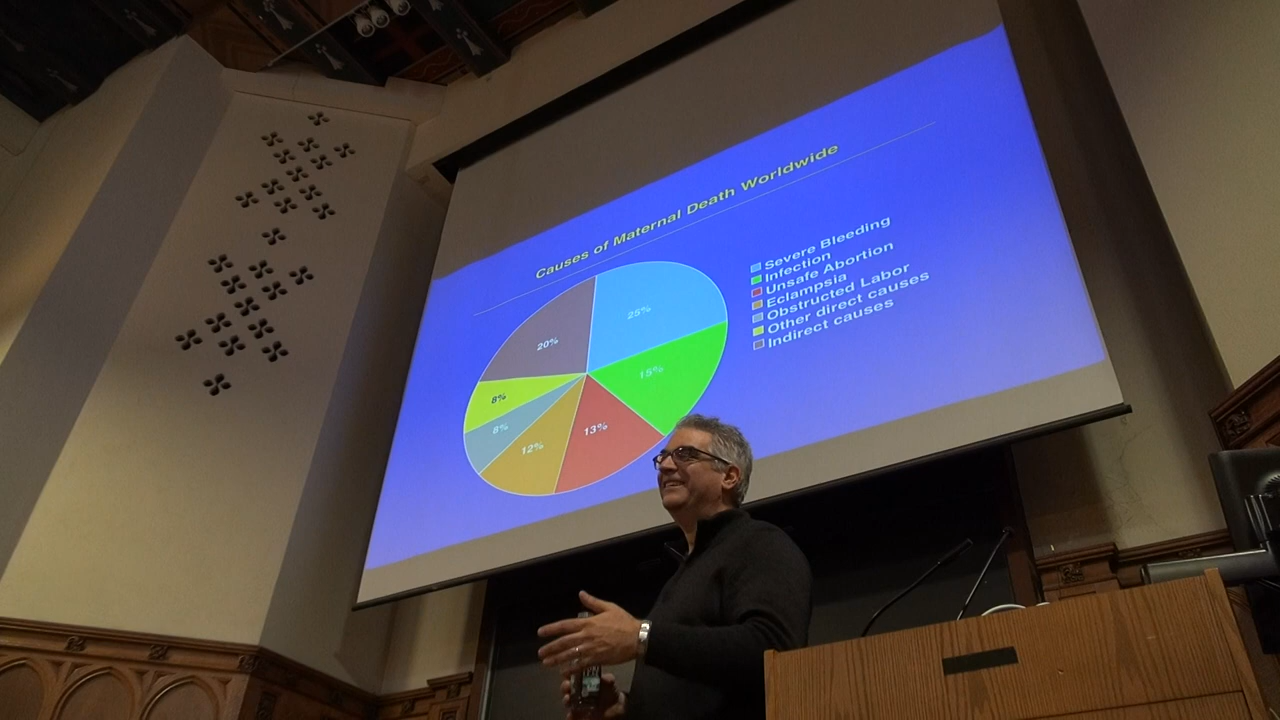 Causes of Maternal Death Worldwide
25%
15%
13%
12%
8%
8%
20%
Severe Bleeding
Infection
Unsafe Abortion
Eclampsia
Obstructed Labor
Other direct causes
Indirect causes